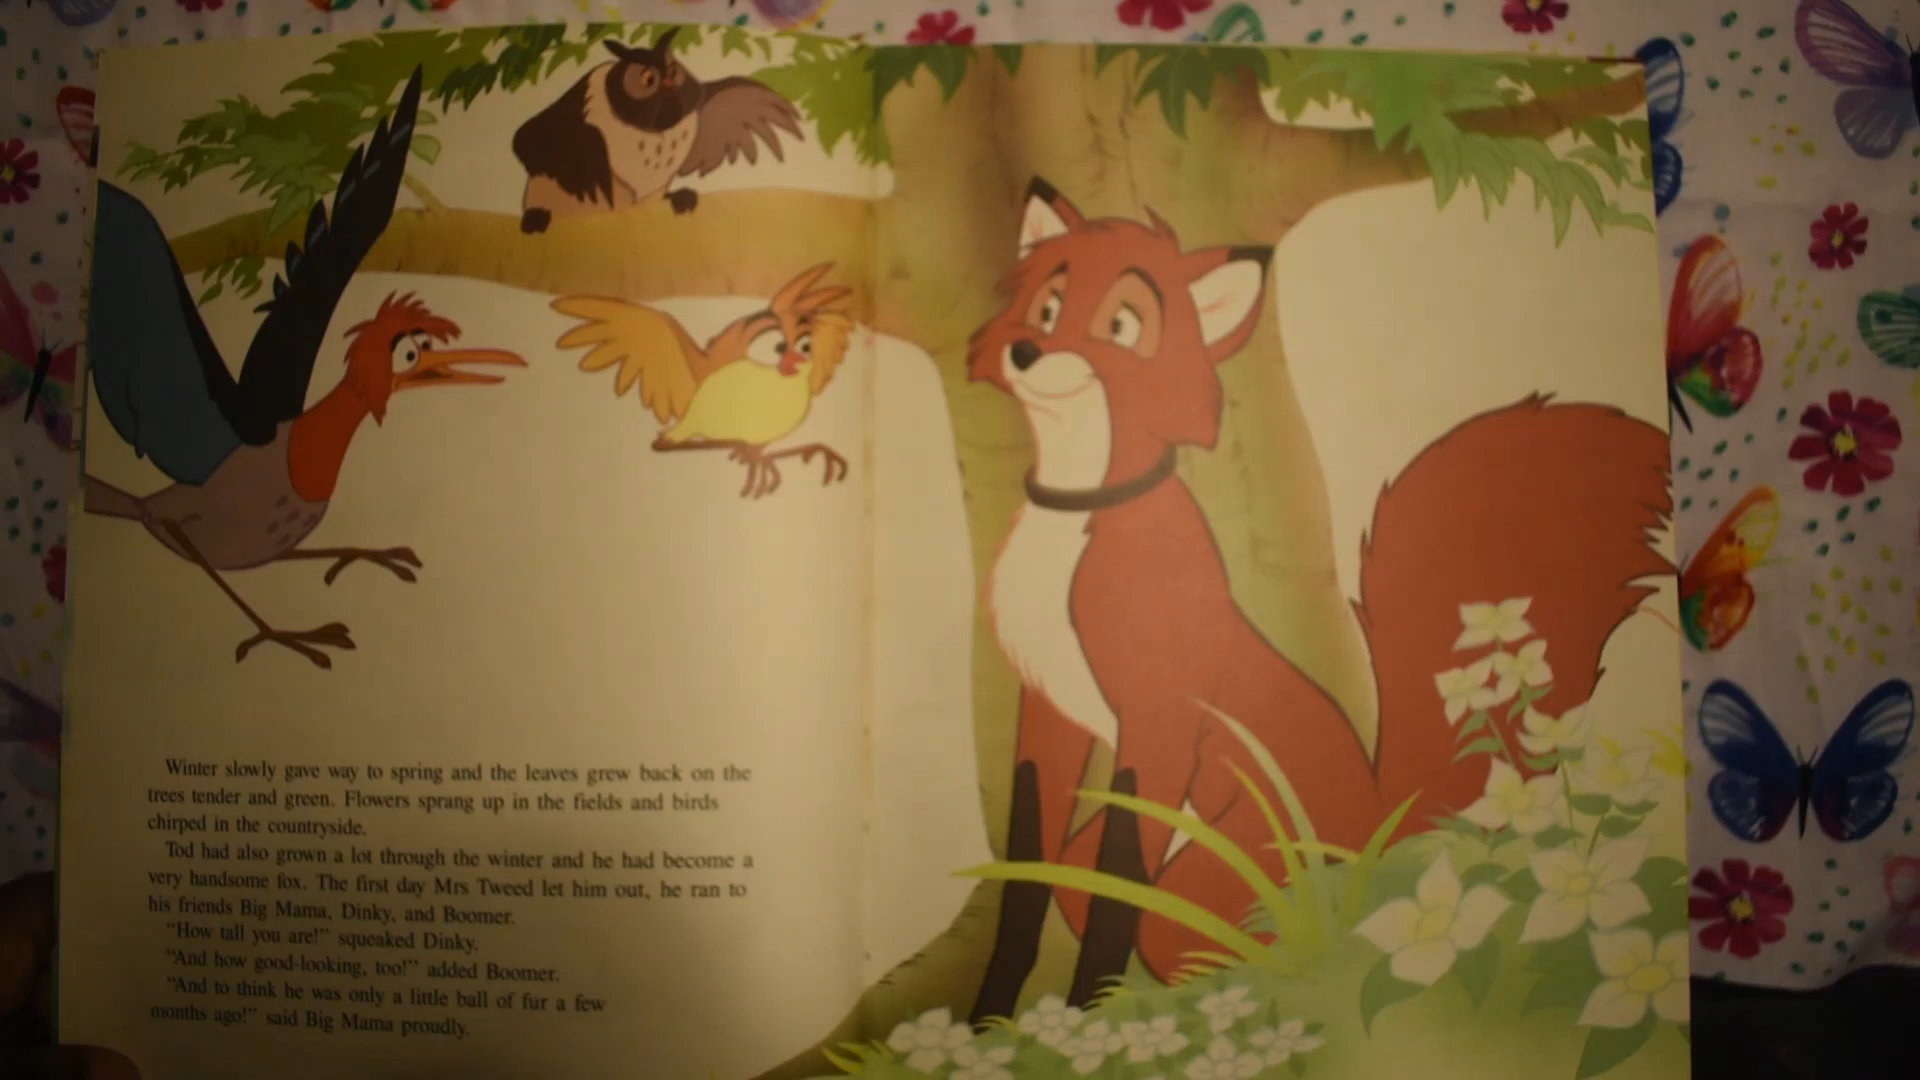 Winter slowly gave way to spring and the leaves grew back on the
trees tender and green. Flowers sprang up in the fields and birds
chirped in the countryside.
Tod had also grown a lot through the winter and he had become a
very handsome fox. The first day Mrs Tweed let him out, he ran to
his friends Big Mama, Dinky, and Boomer.
"How tall you are!" squeaked Dinky.
"And how good-looking, too!" added Boomer.
"And to think he was only a little ball of fur a few
months ago!" said Big Mama proudly.